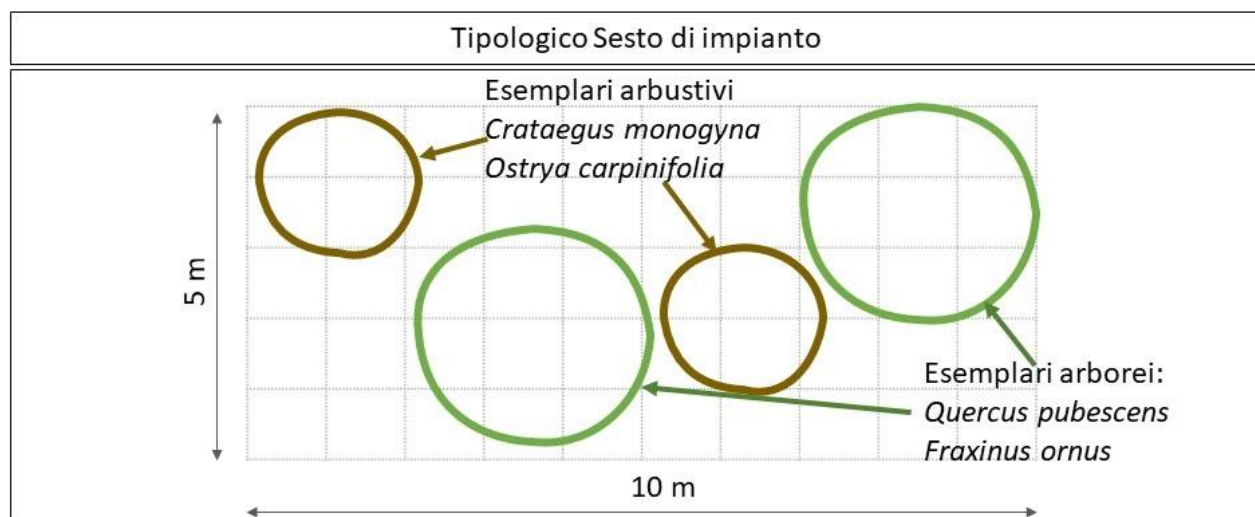 Tipologico Sesto di impianto
Esemplari arbustivi
Crataegus monogyna
Ostrya carpinifolia
5 m
Esemplari arborei:
Quercus pubescens
Fraxinus ornus
10 m